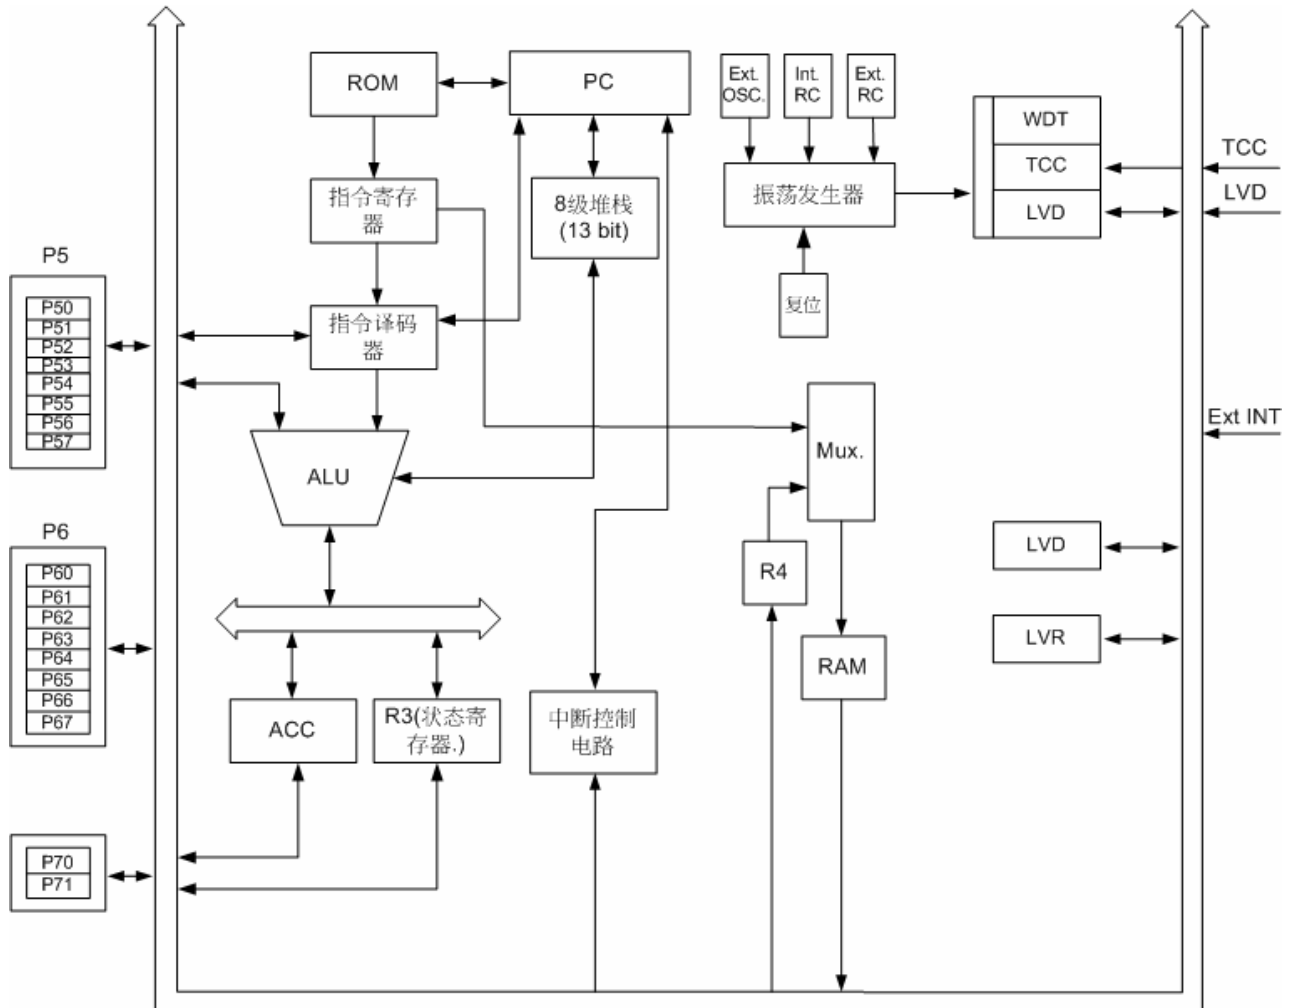 ROM
PC
Ext.
OSC.
Int.
RC
Ext.
RC
WDT
TCC
LVD
TCC
LVD
指令寄存
器
8级堆栈
(13 bit)
振荡发生器
复位
P5
P50
P51
P52
P53
P54
P55
P56
P57
指令译码
器
ALU
Mux.
Ext INT
P6
P60
P61
P62
P63
P64
P65
P66
P67
R4
LVD
LVR
RAM
ACC
R3(状态寄
存器.)
中断控制
电路
P70
P71